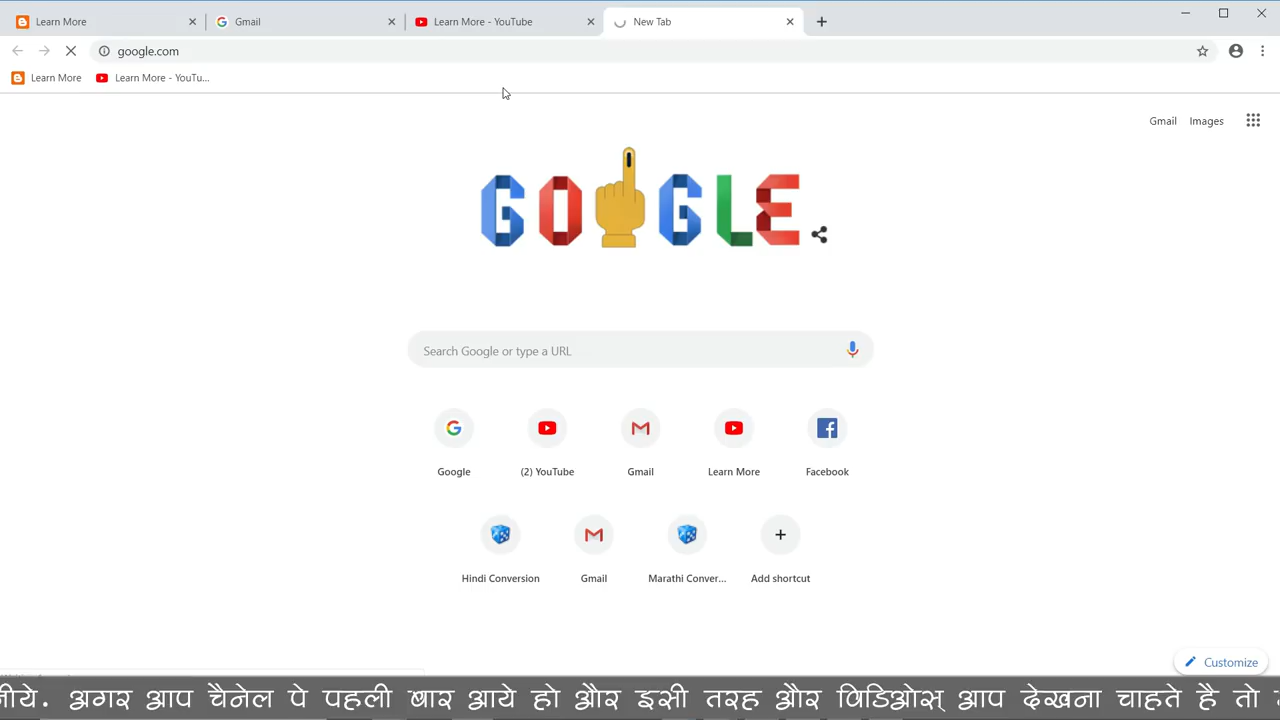 Learn More
Gmail
Learn More - YouTube
New Tab
google.com
Learn More
Learn More - YouTu...
Gmail
Images
GO GLE
Search Google or type a URL
Google
(2) YouTube
Gmail
Learn More
Facebook
Hindi Conversion
Gmail
Marathi Conver...
Add shortcut
Customize
अगर आप चैनेल पे पहली बार आये हो और इसी तरह और विडिओस् आप देखना चाहते है तो